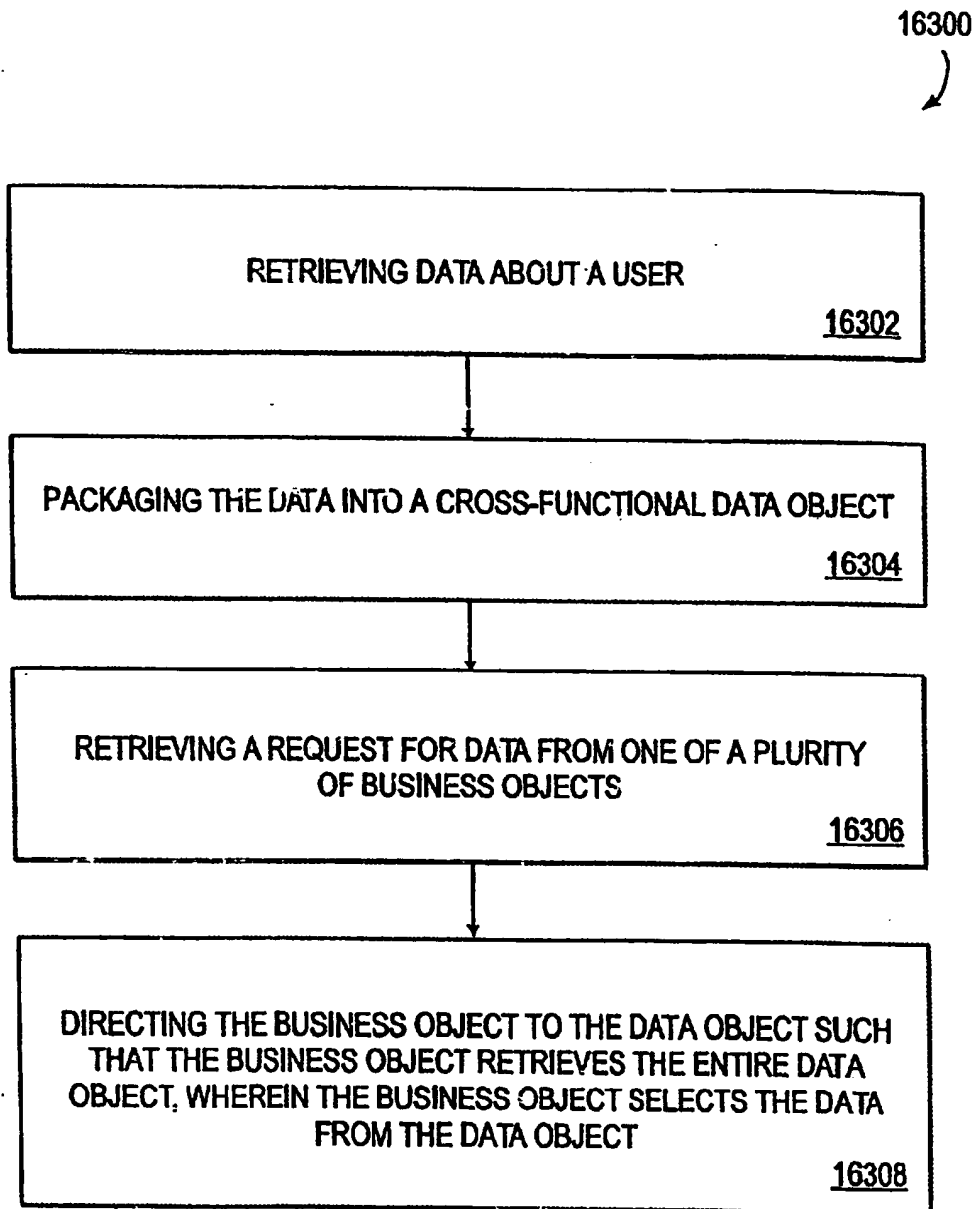 16300
RETRIEVING DATA ABOUT A USER
16302
PACKAGING THE DATA INTO A CROSS-FUNCTIONAL DATA OBJECT
16304
RETRIEVING A REQUEST FOR DATA FROM ONE OF A PLURITY
OF BUSINESS OBJECTS
16306
DIRECTING THE BUSINESS OBJECT TO THE DATA OBJECT SUCH
THAT THE BUSINESS OBJECT RETRIEVES THE ENTIRE DATA
OBJECT, WHEREIN THE BUSINESS OBJECT SELECTS THE DATA
FROM THE DATA OBJECT
16308